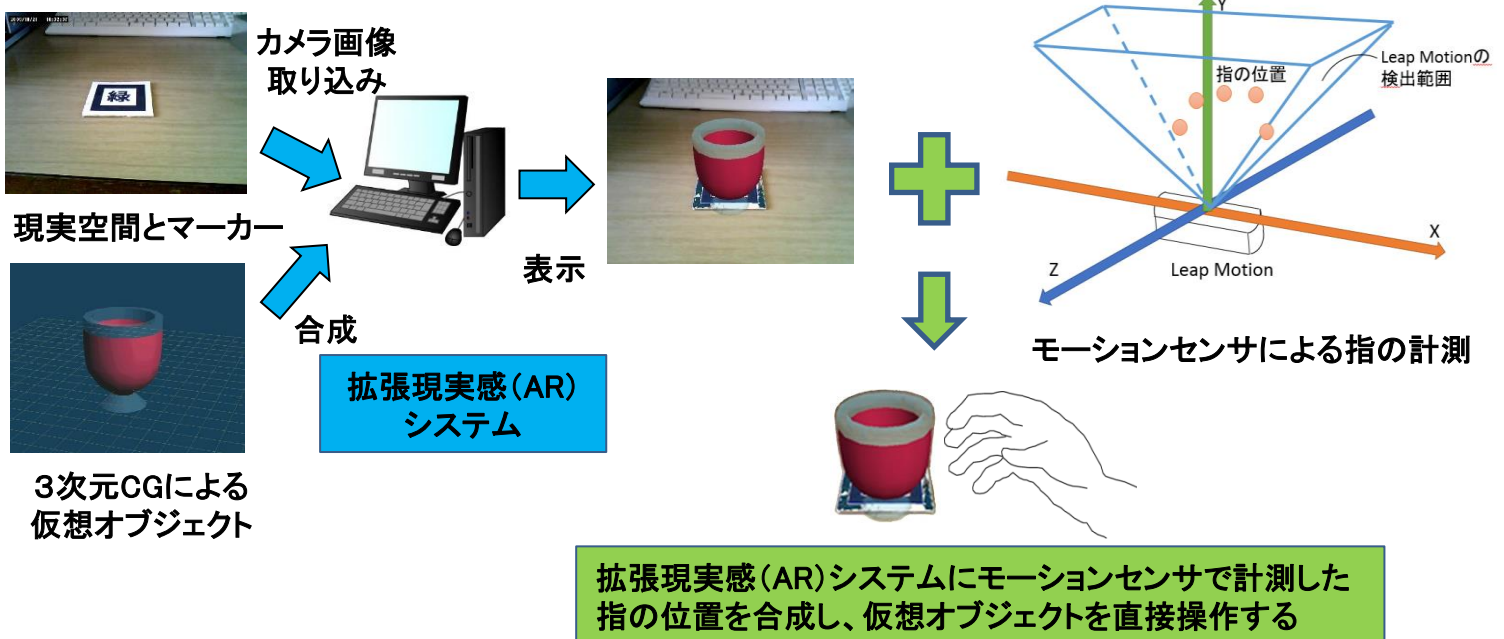 カメラ画像
取り込み
緑
現実空間とマーカー
合成
表示
3次元CGによる
仮想オブジェクト
拡張現実感(AR)
システム
Y
指の位置
Leap Motionの
検出範囲
X
Z
Leap Motion
モーションセンサによる指の計測
拡張現実感(AR)システムにモーションセンサで計測した
指の位置を合成し、仮想オブジェクトを直接操作する